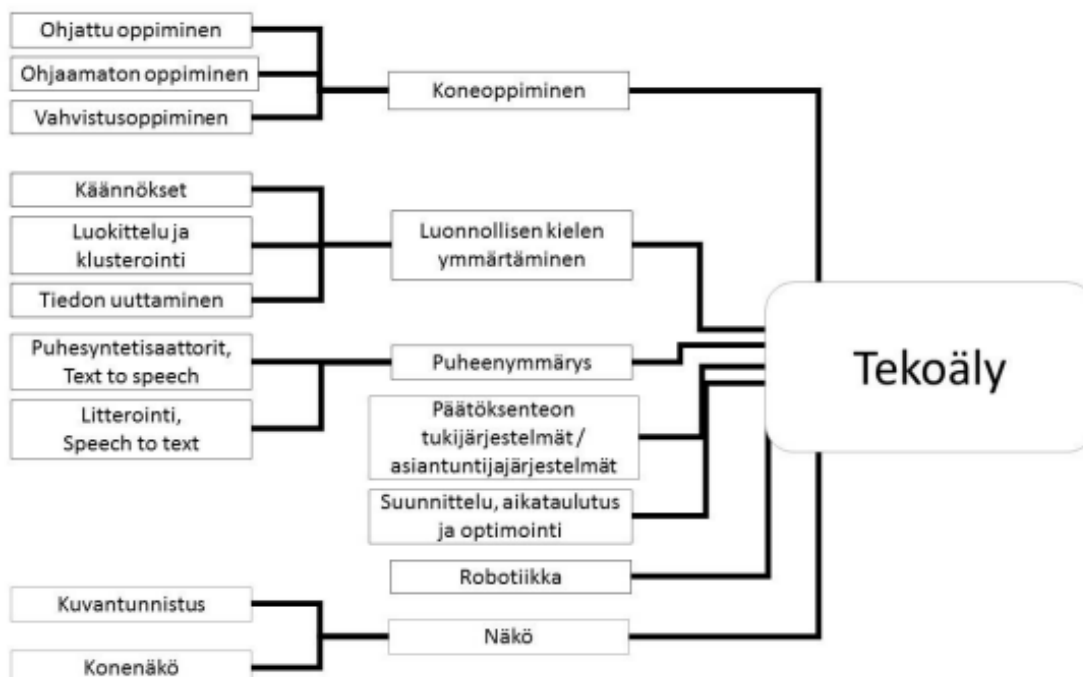 Ohjattu oppiminen
Ohjaamaton oppiminen
Vahvistusoppiminen
Koneoppiminen
Käännökset
Luokittelu ja
klusterointi
Tiedon uuttaminen
Luonnollisen kielen
ymmärtäminen
Puhesyntetisaattorit,
Text to speech
Litterointi,
Speech to text
Puheenymmärys
Päätöksenteon
tukijärjestelmät /
asiantuntijajärjestelmät
Suunnittelu, aikataulutus
ja optimointi
Robotiikka
Kuvantunnistus
Konenäkö
Näkö
Tekoäly